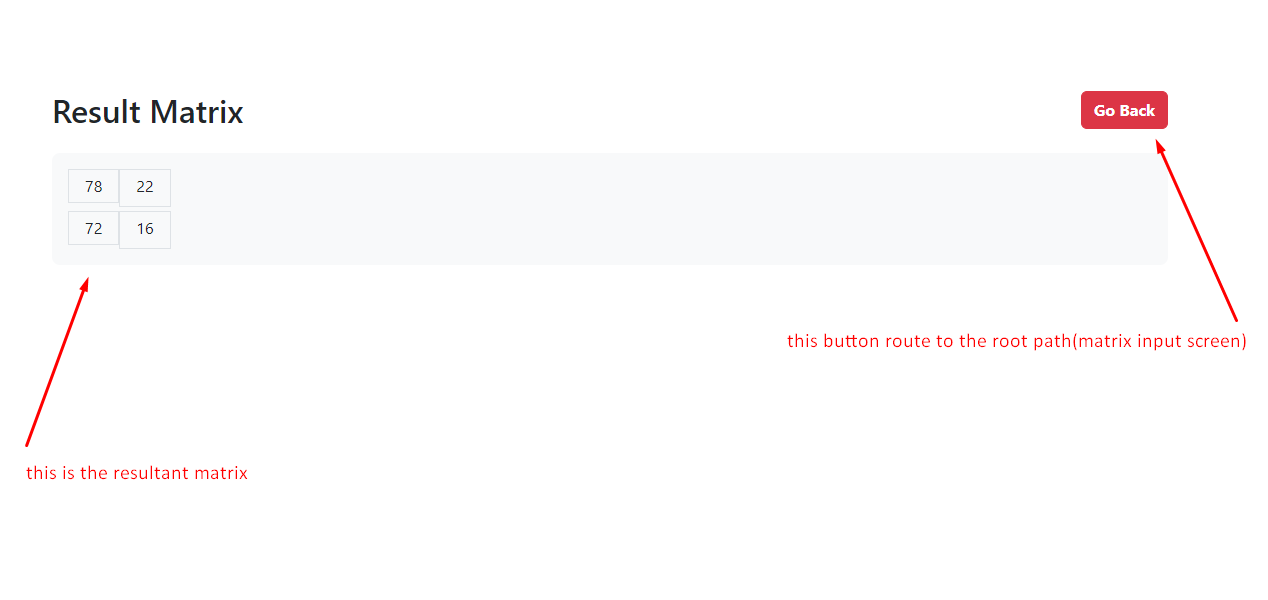 Result Matrix
Go Back
78 22
72 16
this button route to the root path(matrix input screen)
this is the resultant matrix